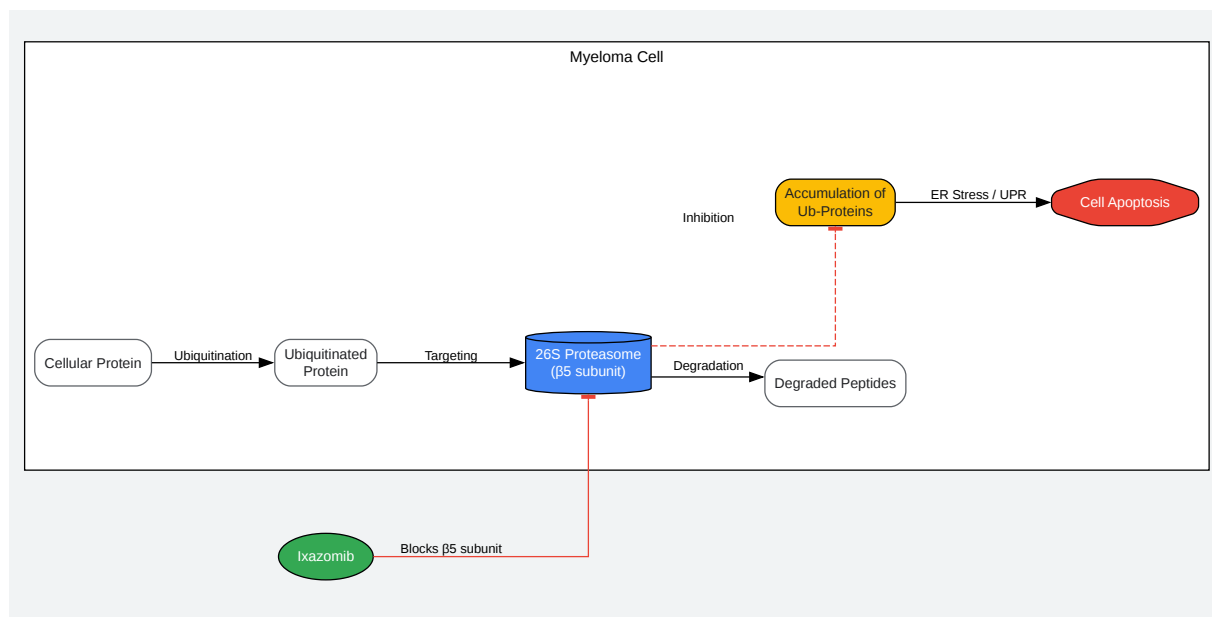 Myeloma Cell
Accumulation of
Ub-Proteins
ER Stress / UPR
Cell Apoptosis
Inhibition
Cellular Protein
Ubiquitination
Ubiquitinated
Protein
Targeting
26S Proteasome
(β5 subunit)
Degradation
Degraded Peptides
Ixazomib
Blocks β5 subunit